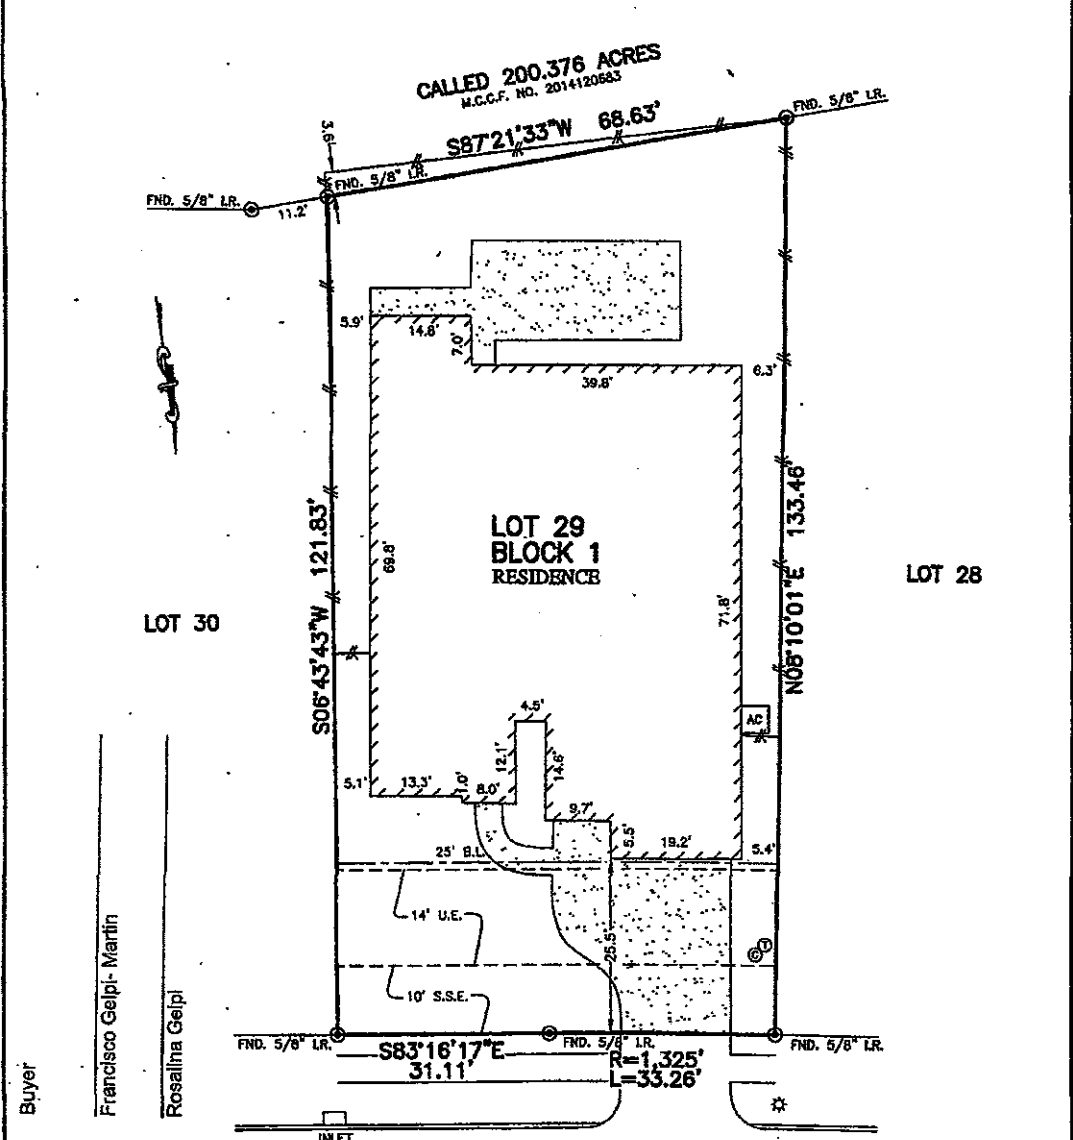 CALLED 200.376 ACRES
M.C.C.F. NO. 2014120583
S87°21'33"W 68.63'
FND. 5/8" I.R.
3.6'
FND. 5/8" I.R.
FND. 5/8" I.R.
11.2'
5.9'
14.8'
7.0'
39.8'
6.3'
S06°43'43"W 121.83'
69.8'
LOT 29
BLOCK 1
RESIDENCE
71.8'
N08°10'01"E 133.46'
LOT 28
LOT 30
AC
4.5'
12.1'
14.6'
5.1'
13.3'
1.0'
8.0'
9.7'
5.5'
19.2'
5.4'
25' B.L.
14' U.E.
25.5'
T
C
10' S.S.E.
FND. 5/8" I.R.
S83°16'17"E
31.11'
FND. 5/8" I.R.
R=1,325'
L=33.26'
FND. 5/8" I.R.
INLET
Buyer
Francisco Gelpi- Martin
Rosalina Gelpi